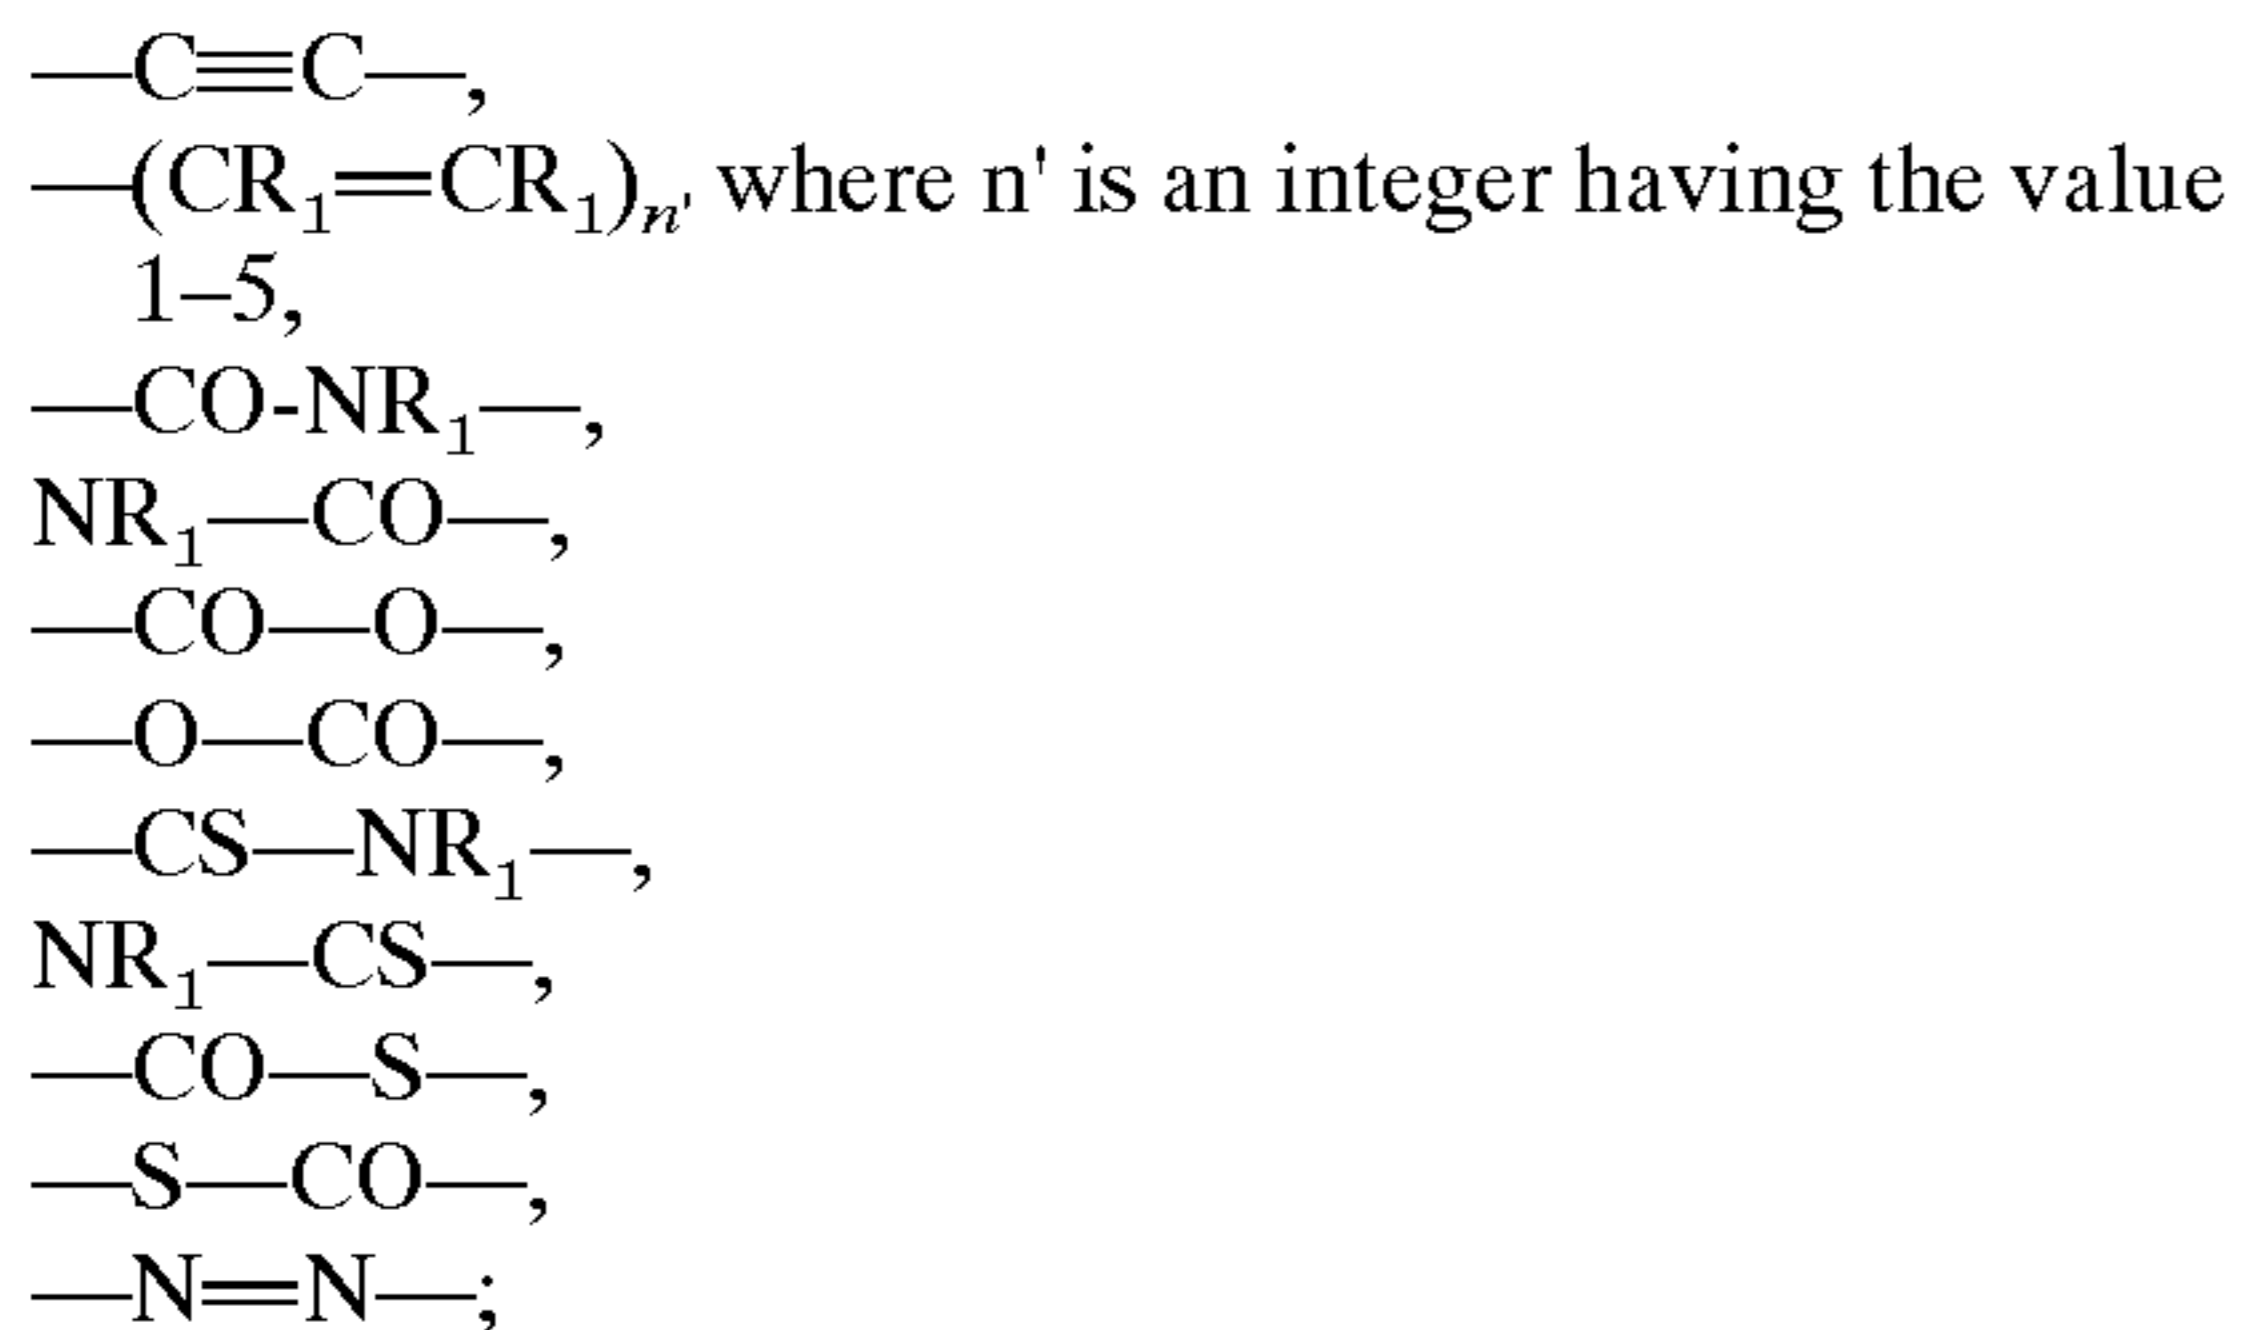 —C≡C—,
—(CR₁=CR₁)ₙ' where n' is an integer having the value
1–5,
—CO-NR₁—,
NR₁—CO—,
—CO—O—,
—O—CO—,
—CS—NR₁—,
NR₁—CS—,
—CO—S—,
—S—CO—,
—N=N—;